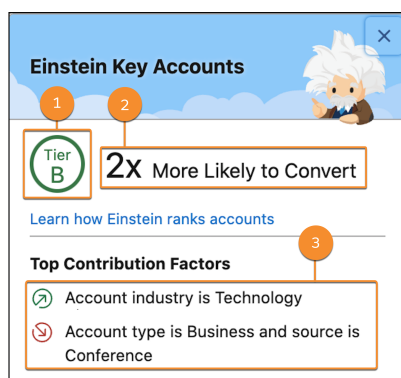 Einstein Key Accounts
1
2
Tier
B
2x More Likely to Convert
Learn how Einstein ranks accounts
3
Top Contribution Factors
Account industry is Technology
Account type is Business and source is
Conference